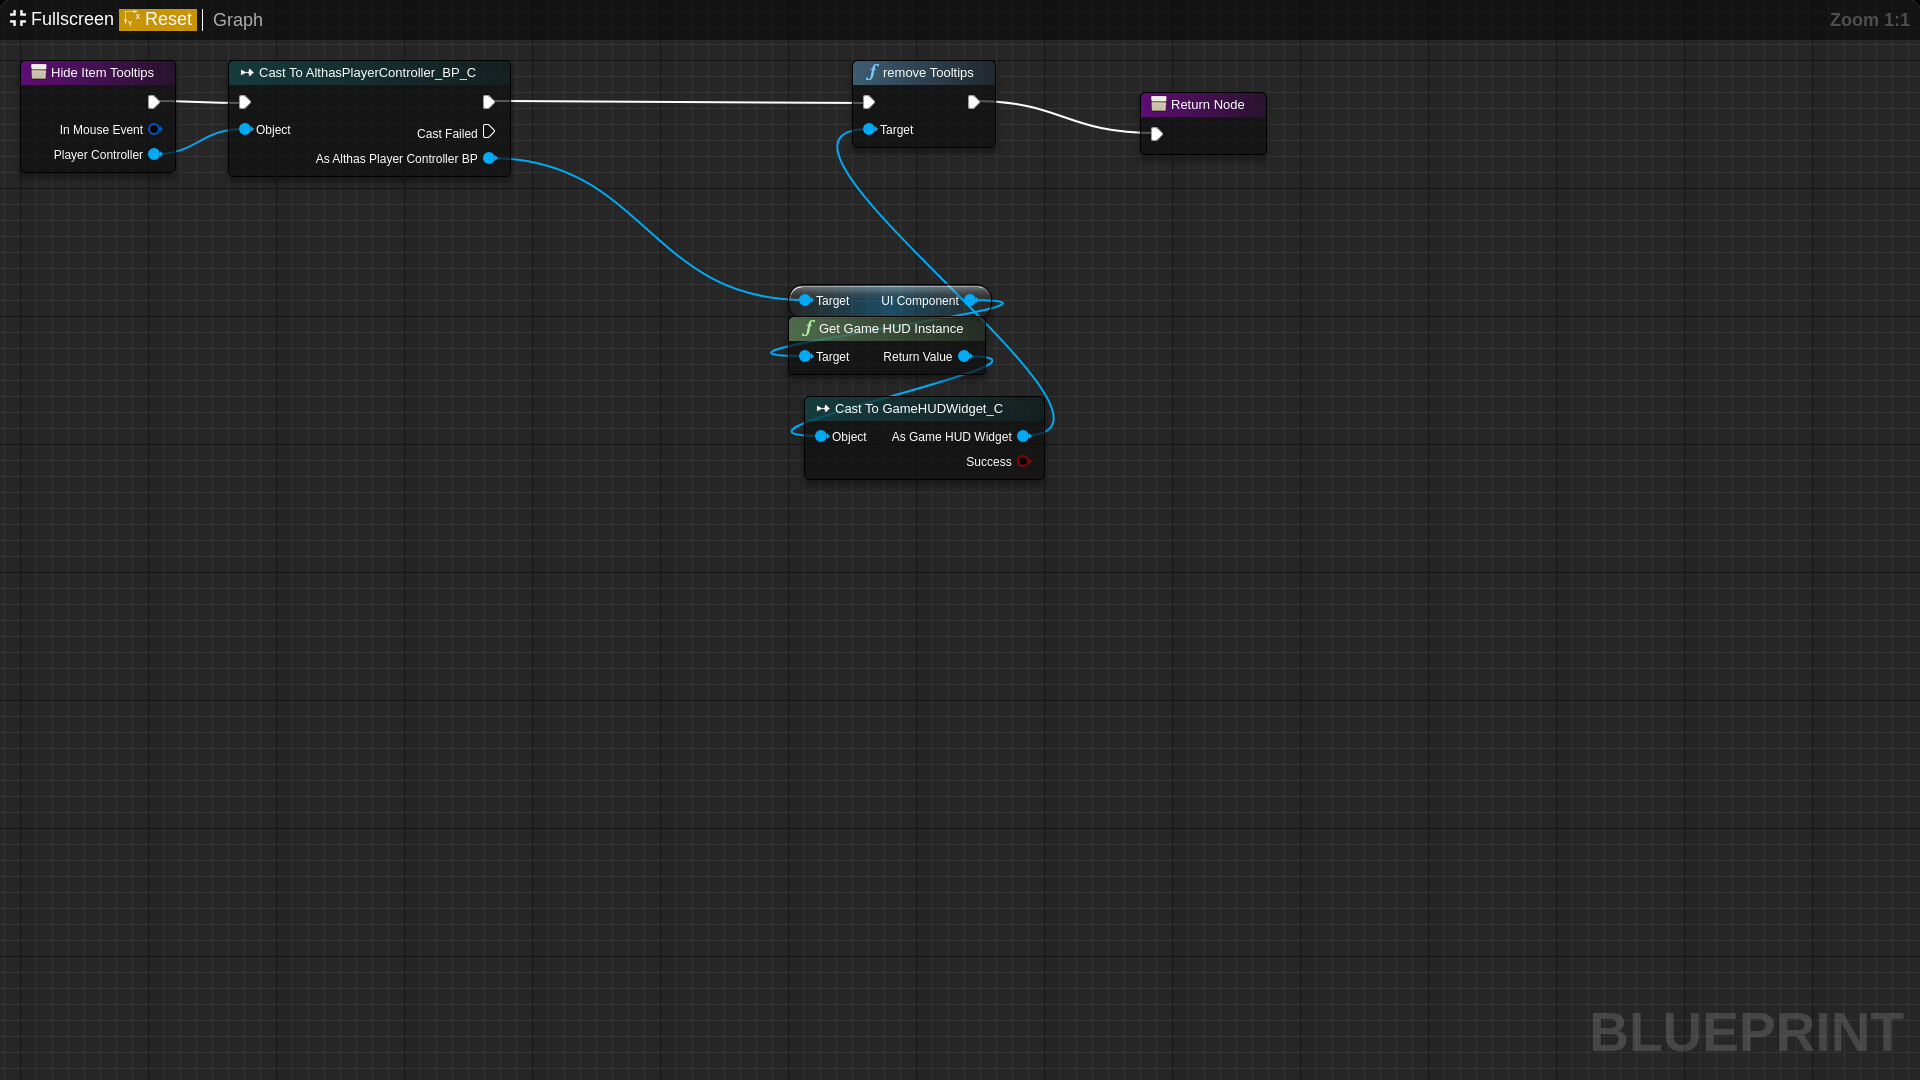 Fullscreen Reset Graph Zoom 1:1
Hide Item Tooltips
In Mouse Event
Player Controller
Cast To AlthasPlayerController_BP_C
Object
Cast Failed
As Althas Player Controller BP
remove Tooltips
Target
Return Node
Target UI Component
Get Game HUD Instance
Target Return Value
Cast To GameHUDWidget_C
Object As Game HUD Widget
Success
BLUEPRINT